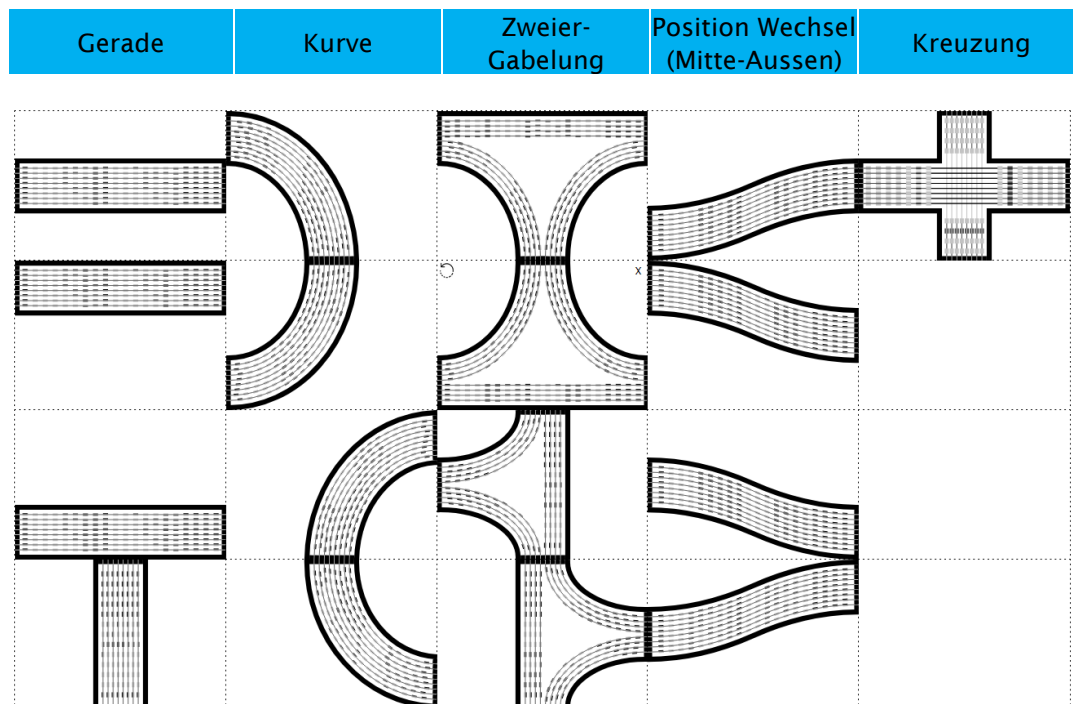 Gerade
Kurve
Zweier-
Gabelung
Position Wechsel
(Mitte-Aussen)
Kreuzung
x